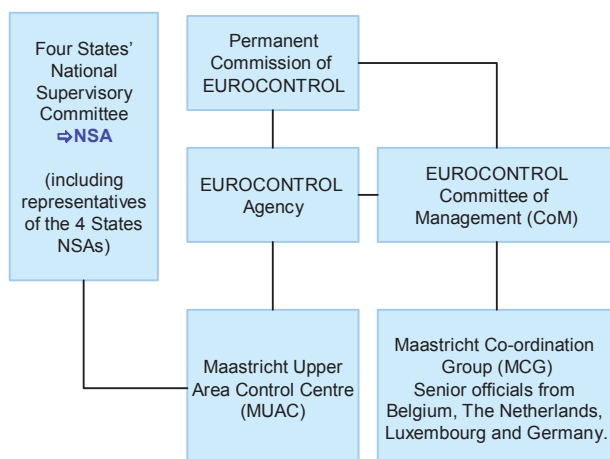 Four States'
National
Supervisory
Committee
⇨NSA
(including
representatives
of the 4 States
NSAs)
Permanent
Commission of
EUROCONTROL
EUROCONTROL
Agency
EUROCONTROL
Committee of
Management (CoM)
Maastricht Upper
Area Control Centre
(MUAC)
Maastricht Co-ordination
Group (MCG)
Senior officials from
Belgium, The Netherlands,
Luxembourg and Germany.